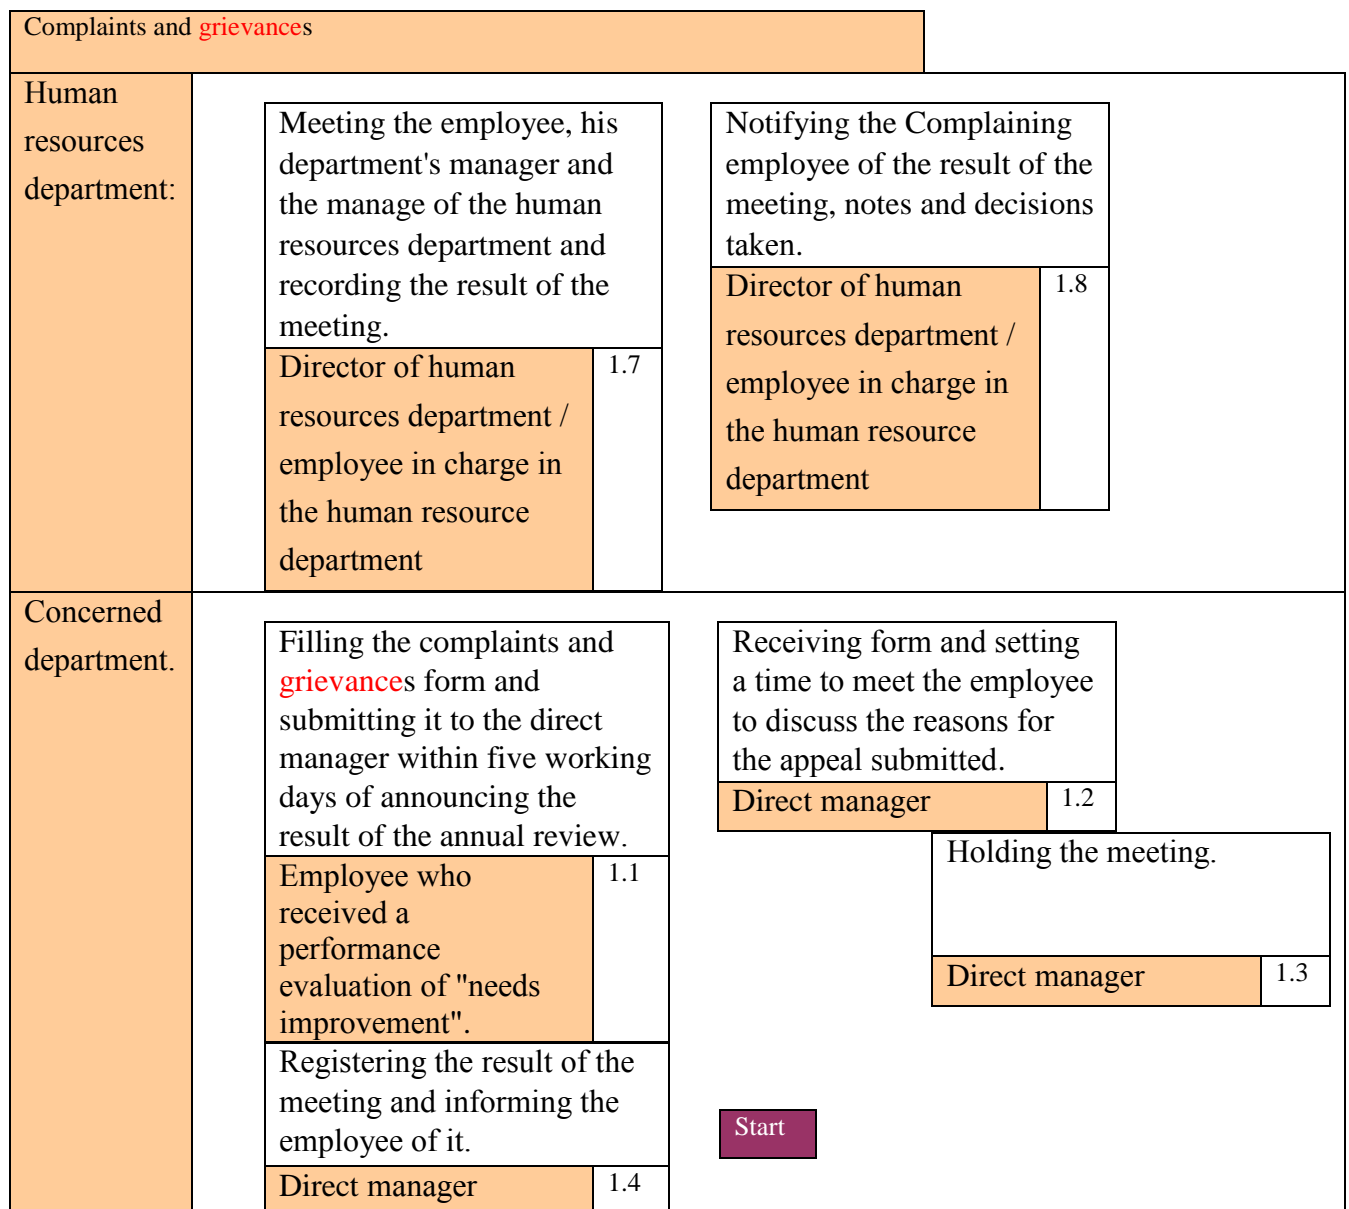 Complaints and grievances
Human
resources
department:
Meeting the employee, his
department's manager and
the manage of the human
resources department and
recording the result of the
meeting.
Director of human
resources department /
employee in charge in
the human resource
department
1.7
Notifying the Complaining
employee of the result of the
meeting, notes and decisions
taken.
Director of human
resources department /
employee in charge in
the human resource
department
1.8
Concerned
department.
Filling the complaints and
grievances form and
submitting it to the direct
manager within five working
days of announcing the
result of the annual review.
Employee who
received a
performance
evaluation of "needs
improvement".
1.1
Receiving form and setting
a time to meet the employee
to discuss the reasons for
the appeal submitted.
Direct manager
1.2
Holding the meeting.
Direct manager
1.3
Registering the result of the
meeting and informing the
employee of it.
Direct manager
1.4
Start